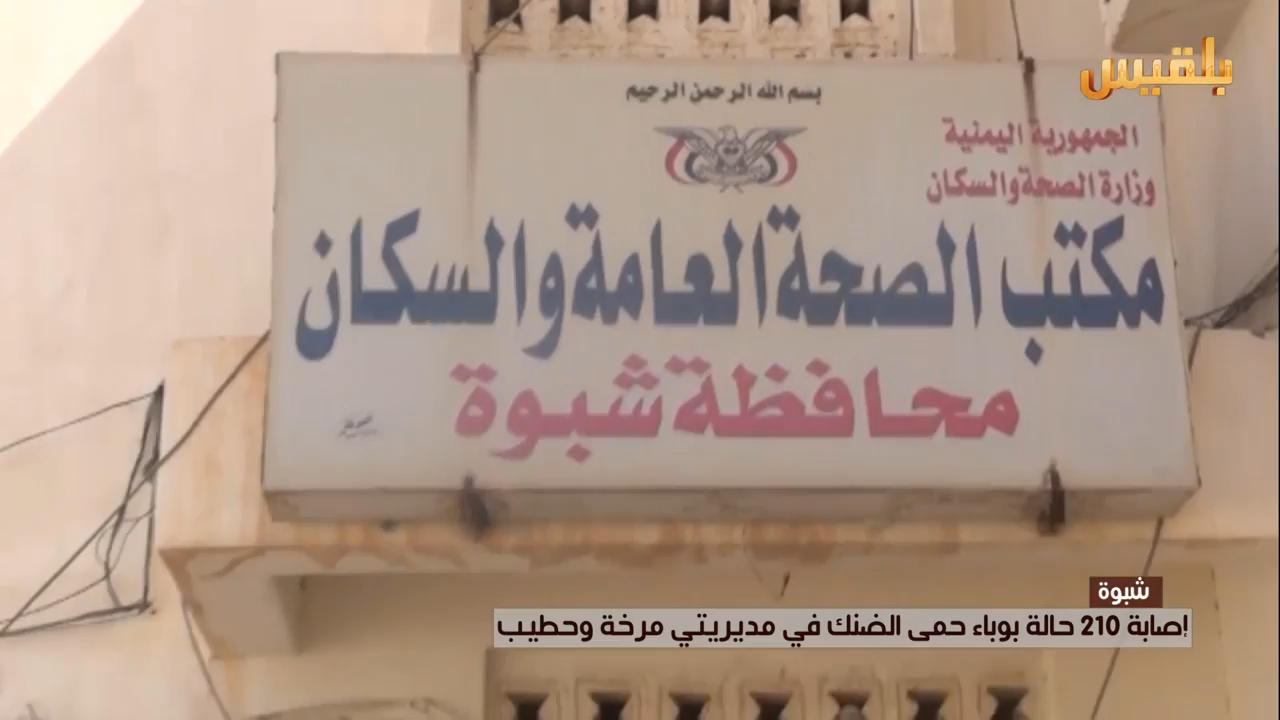 بلقيس
بسم الله الرحمن الرحيم
الجمهورية اليمنية
وزارة الصحة والسكان
مكتب الصحة العامة والسكان
محافظة شبوة
شبوة
إصابة 210 حالة بوباء حمى الضنك في مديريتي مرخة وحطيب